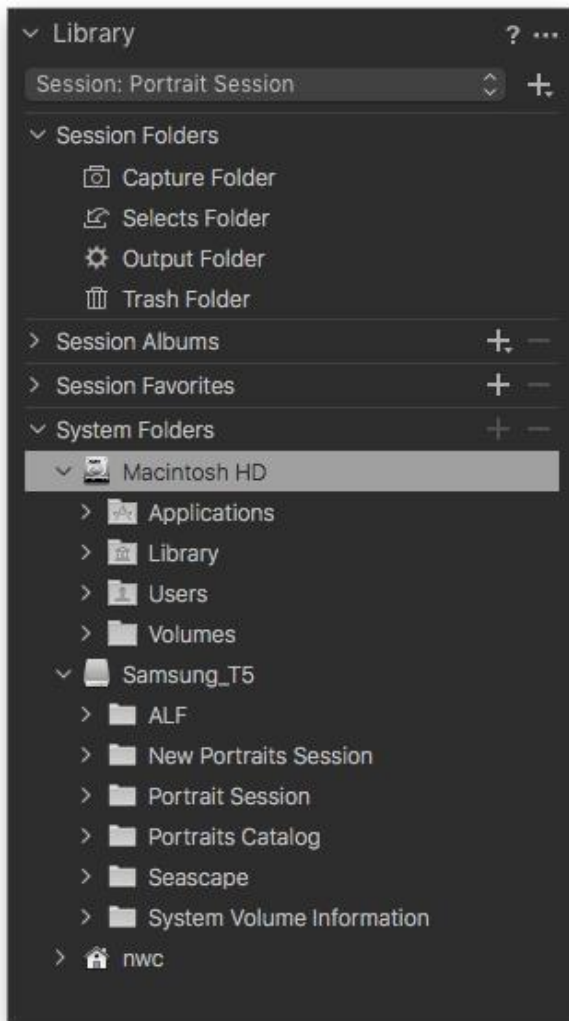 Library ? ...
Session: Portrait Session
Session Folders
Capture Folder
Selects Folder
Output Folder
Trash Folder
Session Albums
Session Favorites
System Folders
Macintosh HD
Applications
Library
Users
Volumes
Samsung_T5
ALF
New Portraits Session
Portrait Session
Portraits Catalog
Seascape
System Volume Information
nwc